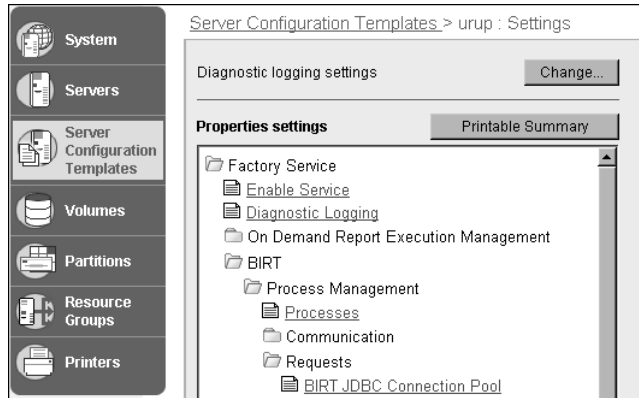 System
Servers
Server
Configuration
Templates
Volumes
Partitions
Resource
Groups
Printers
Server Configuration Templates > urup : Settings
Diagnostic logging settings
Change...
Properties settings
Printable Summary
Factory Service
Enable Service
Diagnostic Logging
On Demand Report Execution Management
BIRT
Process Management
Processes
Communication
Requests
BIRT JDBC Connection Pool